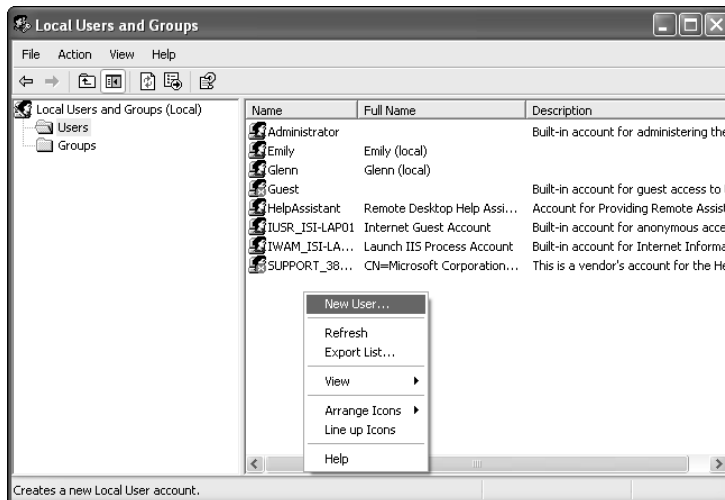 Local Users and Groups
File Action View Help
Local Users and Groups (Local)
Users
Groups
Name Full Name Description
Administrator Built-in account for administering the
Emily Emily (local)
Glenn Glenn (local)
Guest Built-in account for guest access to
HelpAssistant Remote Desktop Help Assi... Account for Providing Remote Assist
IUSR_ISI-LAP01 Internet Guest Account Built-in account for anonymous acce
IWAM_ISI-LA... Launch IIS Process Account Built-in account for Internet Informa
SUPPORT_38... CN=Microsoft Corporation... This is a vendor's account for the He
New User...
Refresh
Export List...
View
Arrange Icons
Line up Icons
Help
Creates a new Local User account.